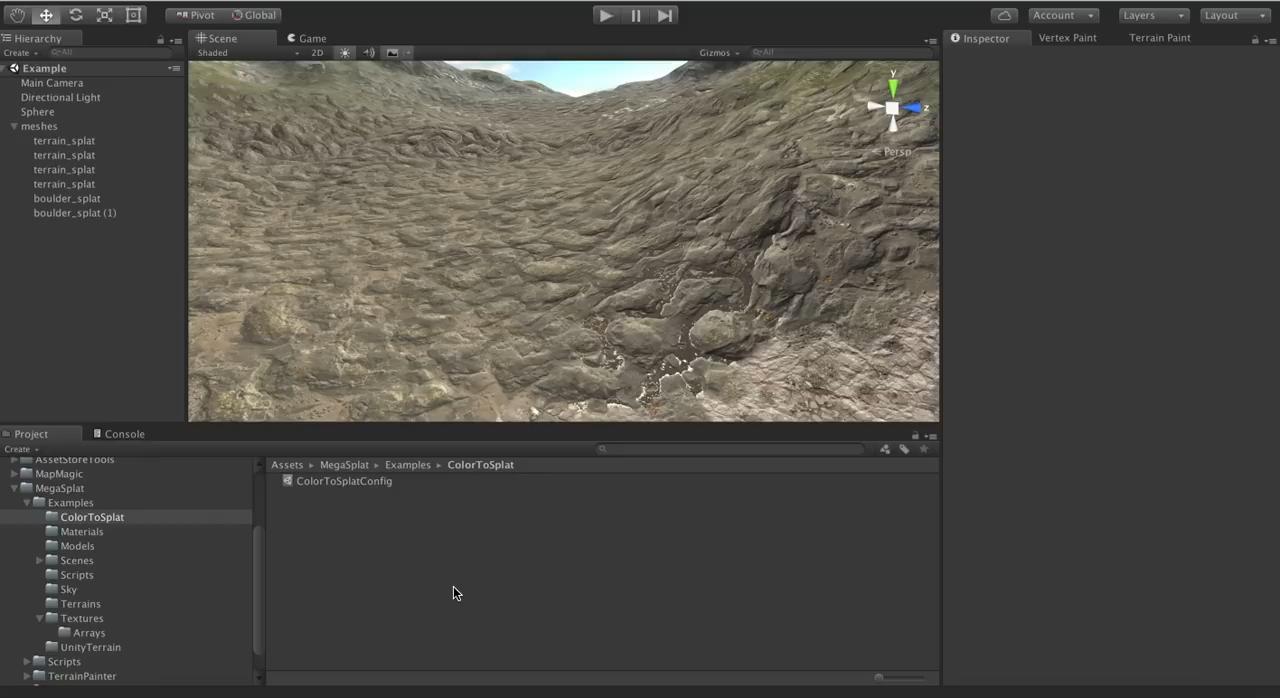 Pivot Global Account Layers Layout
Hierarchy Scene Game Inspector Vertex Paint Terrain Paint
Create All Shaded 2D Gizmos All
Example
Main Camera
Directional Light
Sphere
meshes
terrain_splat
terrain_splat
terrain_splat
terrain_splat
boulder_splat
boulder_splat (1)
y
z
Persp
Project Console
Create
Assets MegaSplat Examples ColorToSplat
ColorToSplatConfig
AssetStoreTools
MapMagic
MegaSplat
Examples
ColorToSplat
Materials
Models
Scenes
Scripts
Sky
Terrains
Textures
Arrays
UnityTerrain
Scripts
TerrainPainter